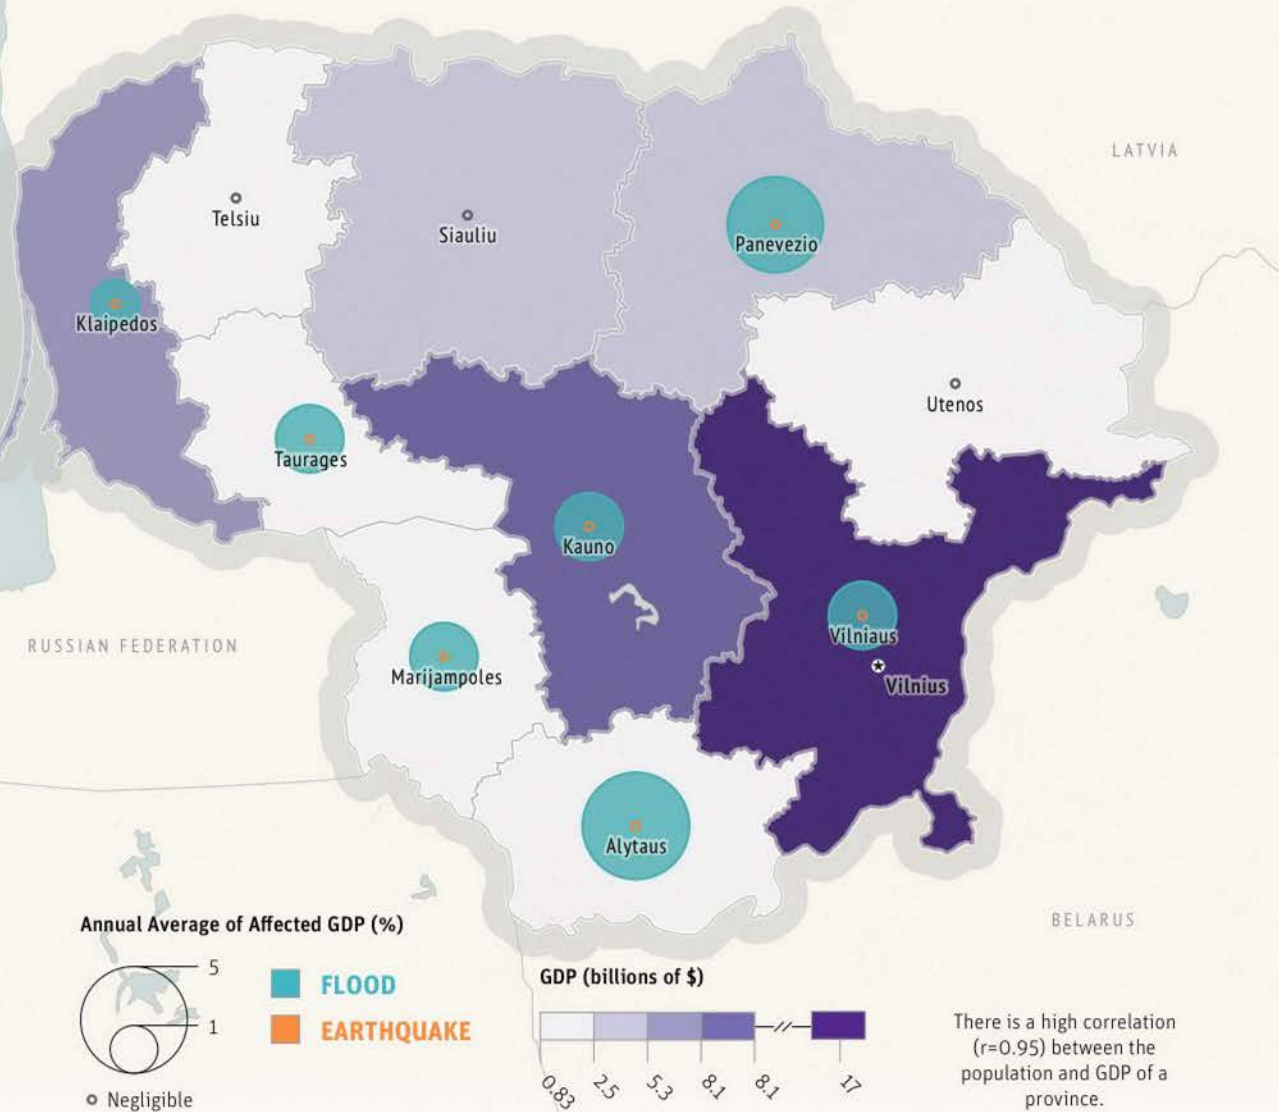 LATVIA
Telsiu
Siauliu
Panevezio
Klaipedos
Utenos
Taurages
Kauno
Vilniaus
RUSSIAN FEDERATION
Marijampoles
Vilnius
Alytaus
BELARUS
Annual Average of Affected GDP (%)
5
1
Negligible
FLOOD
EARTHQUAKE
GDP (billions of $)
0.83
2.5
5.3
8.1
8.1
17
There is a high correlation
(r=0.95) between the
population and GDP of a
province.